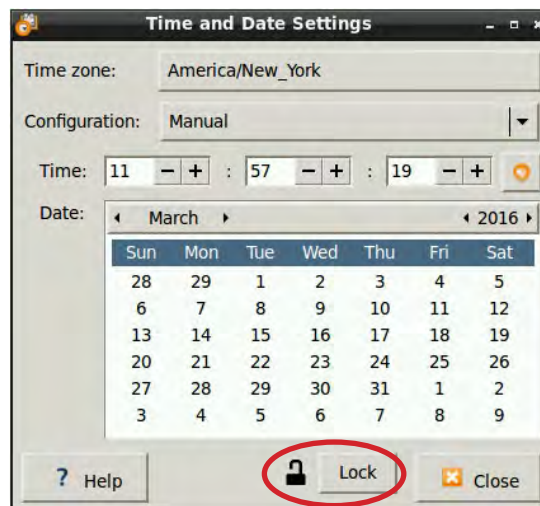 Time and Date Settings
Time zone: America/New_York
Configuration: Manual
Time: 11 - + : 57 - + : 19 - +
Date: March 2016
Sun Mon Tue Wed Thu Fri Sat
28 29 1 2 3 4 5
6 7 8 9 10 11 12
13 14 15 16 17 18 19
20 21 22 23 24 25 26
27 28 29 30 31 1 2
3 4 5 6 7 8 9
? Help Lock Close